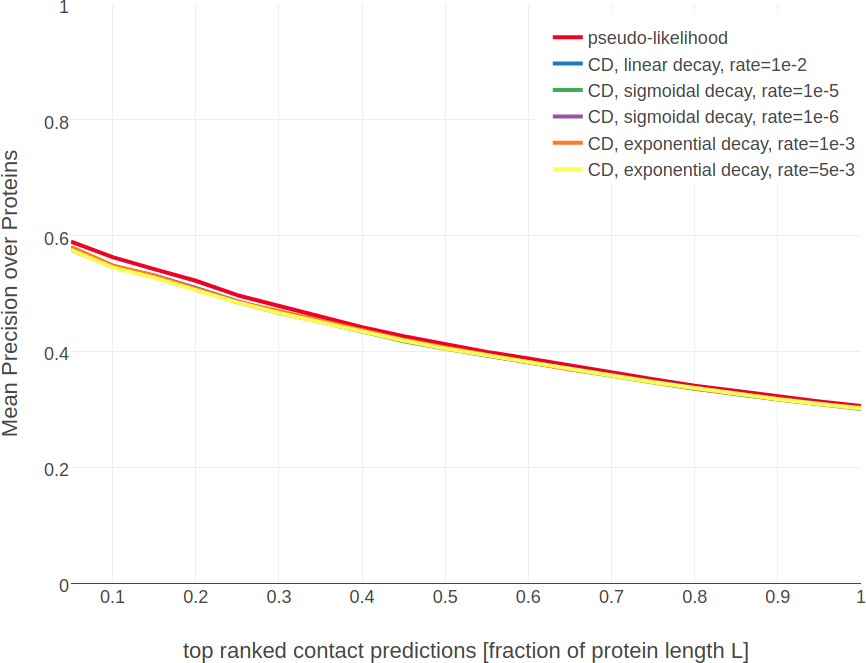 1
0.8
0.6
0.4
0.2
0
Mean Precision over Proteins
pseudo-likelihood
CD, linear decay, rate=1e-2
CD, sigmoidal decay, rate=1e-5
CD, sigmoidal decay, rate=1e-6
CD, exponential decay, rate=1e-3
CD, exponential decay, rate=5e-3
0.1 0.2 0.3 0.4 0.5 0.6 0.7 0.8 0.9 1
top ranked contact predictions [fraction of protein length L]